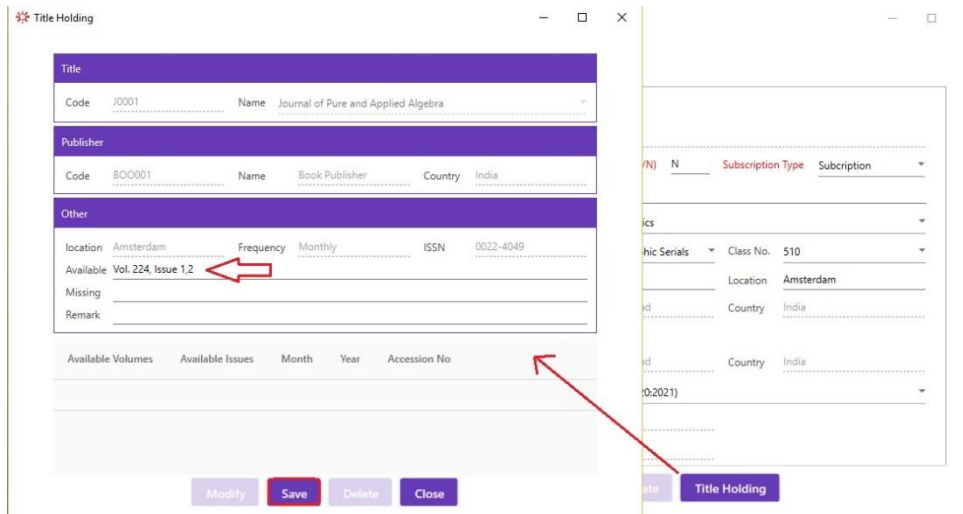 Title Holding
Title
Code J0001 Name Journal of Pure and Applied Algebra
Publisher
Code BOO001 Name Book Publisher Country India
Other
location Amsterdam Frequency Monthly ISSN 0022-4049
Available Vol. 224, Issue 1,2
Missing
Remark
Available Volumes Available Issues Month Year Accession No
Modify Save Delete Close
/N) N Subscription Type Subcription
ics
hic Serials Class No. 510
Location Amsterdam
Country India
Country India
20:2021)
Title Holding